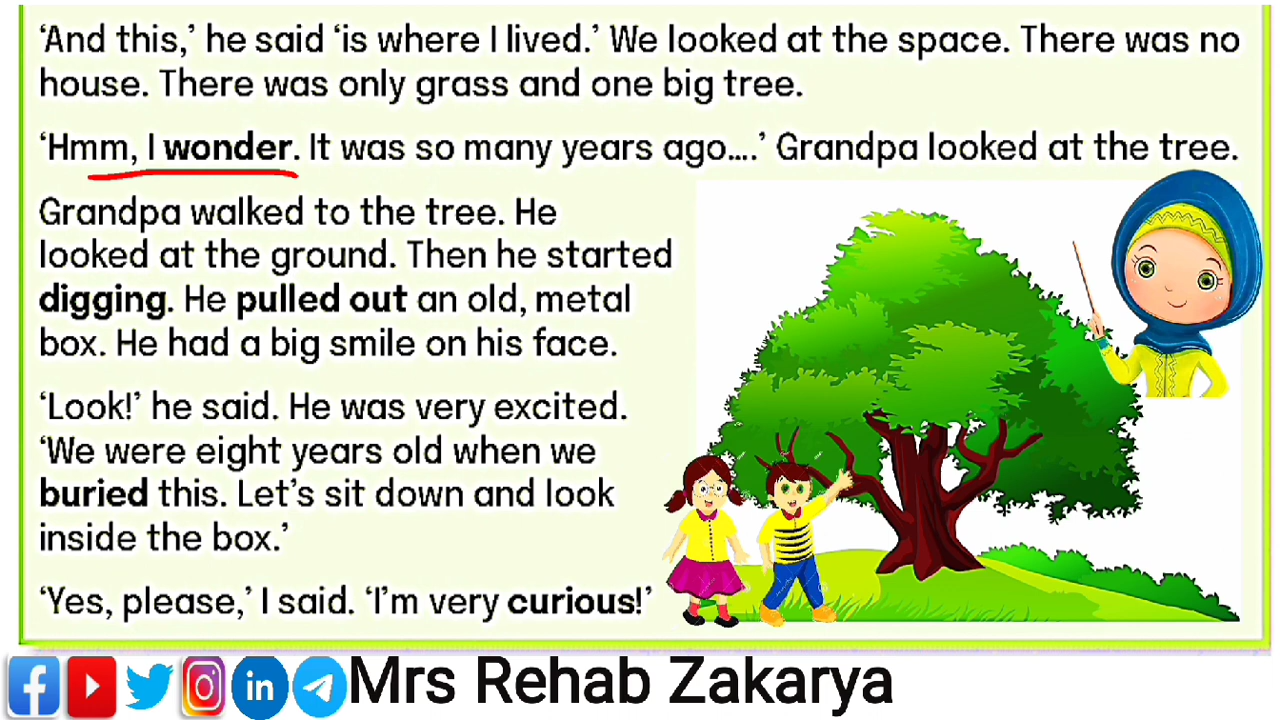 ‘And this,’ he said ‘is where I lived.’ We looked at the space. There was no
house. There was only grass and one big tree.
‘Hmm, I wonder. It was so many years ago....’ Grandpa looked at the tree.
Grandpa walked to the tree. He
looked at the ground. Then he started
digging. He pulled out an old, metal
box. He had a big smile on his face.
‘Look!’ he said. He was very excited.
‘We were eight years old when we
buried this. Let’s sit down and look
inside the box.’
‘Yes, please,’ I said. ‘I’m very curious!’
Mrs Rehab Zakarya